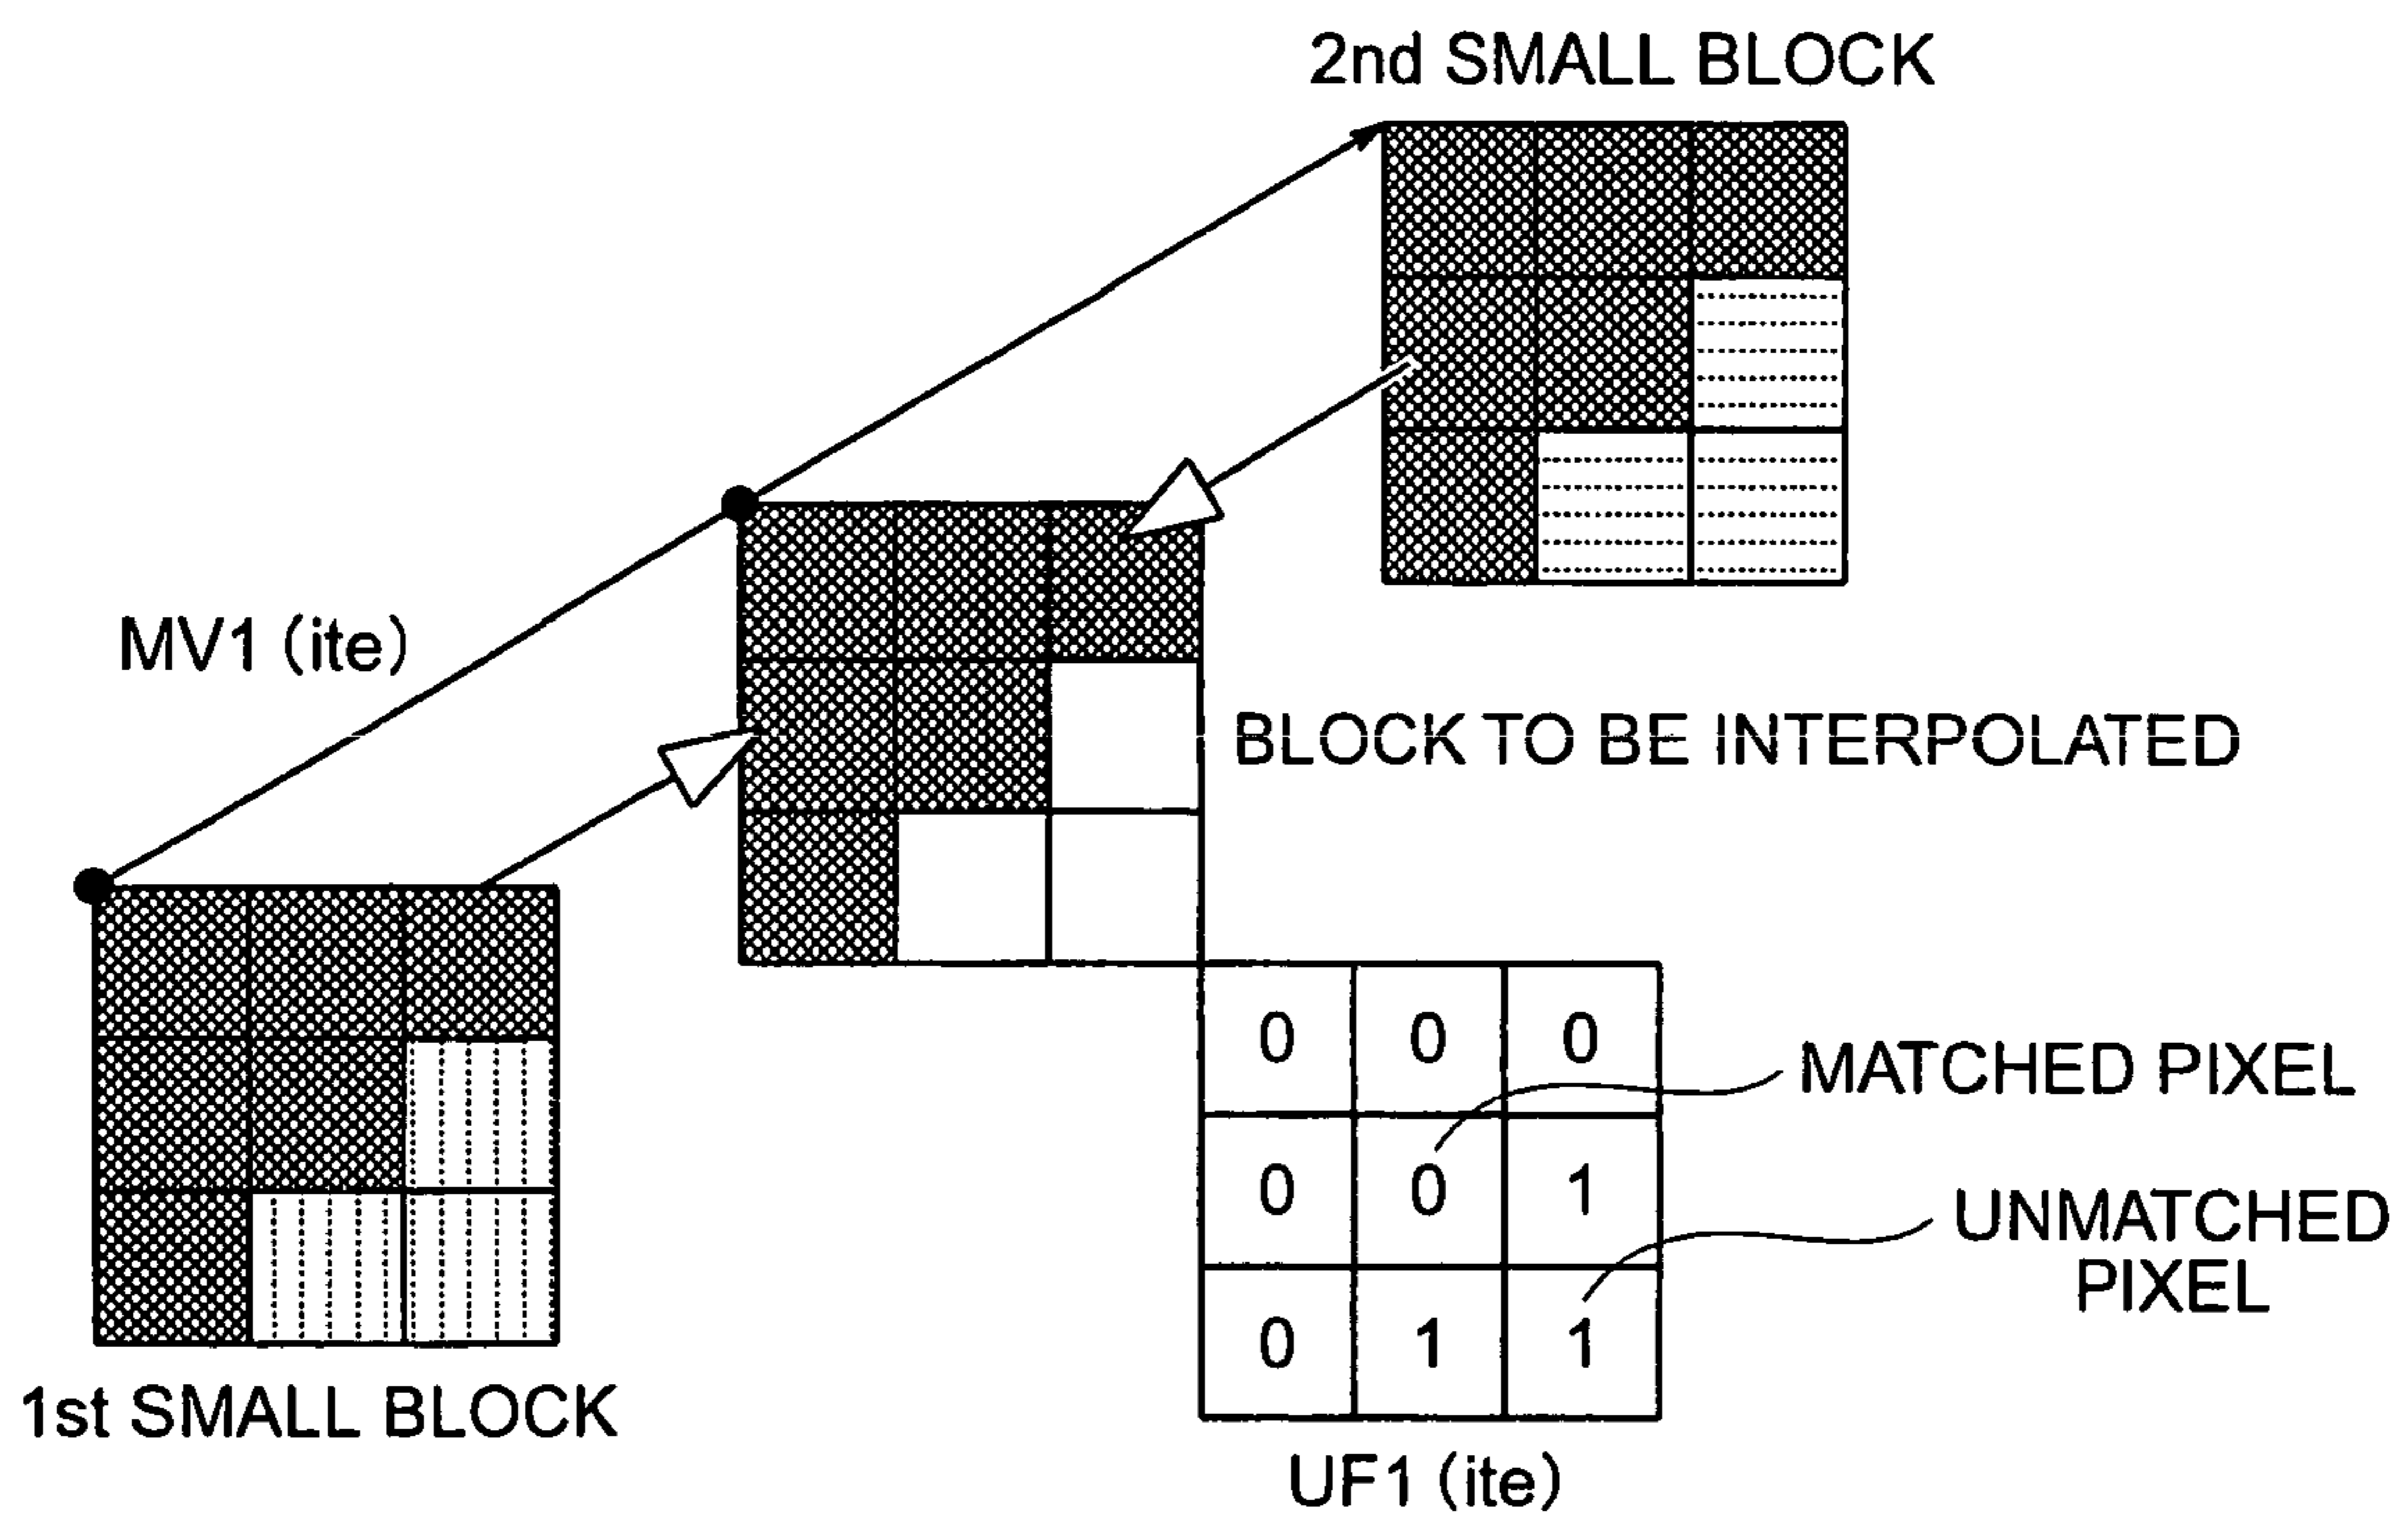 2nd SMALL BLOCK
MV1 (ite)
BLOCK TO BE INTERPOLATED
0 0 0
MATCHED PIXEL
0 0 1
UNMATCHED
PIXEL
0 1 1
1st SMALL BLOCK
UF1 (ite)